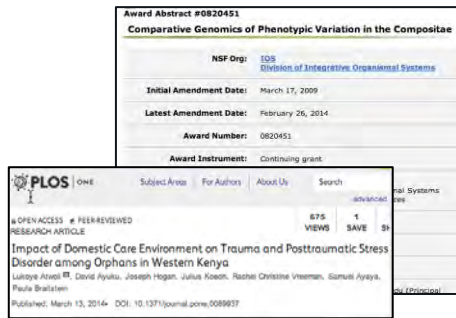 Award Abstract #0820451
Comparative Genomics of Phenotypic Variation in the Compositae
NSF Org: IOS
Division of Integrative Organismal Systems
Initial Amendment Date: March 17, 2009
Latest Amendment Date: February 26, 2014
Award Number: 0820451
Award Instrument: Continuing grant
nal Systems
ces
PLOS ONE
Subject Areas For Authors About Us Search
advanced
OPEN ACCESS PEER-REVIEWED
RESEARCH ARTICLE
675 VIEWS
1 SAVE
SH
Impact of Domestic Care Environment on Trauma and Posttraumatic Stress
Disorder among Orphans in Western Kenya
Lukoye Atwoli, David Ayuku, Joseph Hogan, Julius Koech, Rachel Christine Vreeman, Samuel Ayaya,
Paula Braitstein
Published: March 13, 2014 DOI: 10.1371/journal.pone.0089937
(Principal